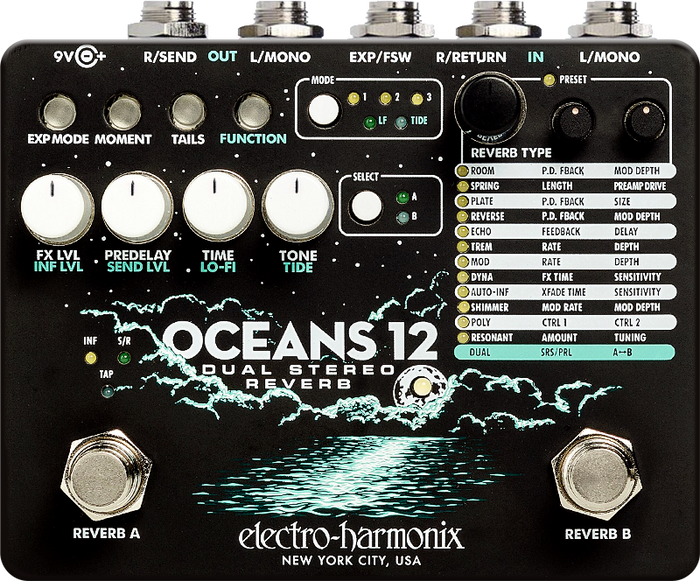 9V - +
R/SEND OUT L/MONO EXP/FSW R/RETURN IN L/MONO
MODE
1 2 3
LF TIDE
PRESET
EXP MODE MOMENT TAILS FUNCTION
REVERB TYPE
SELECT
A
B
FX LVL PREDELAY TIME TONE
INF LVL SEND LVL LO-FI TIDE
ROOM P.D. FBACK MOD DEPTH
SPRING LENGTH PREAMP DRIVE
PLATE P.D. FBACK SIZE
REVERSE P.D. FBACK MOD DEPTH
ECHO FEEDBACK DELAY
TREM RATE DEPTH
MOD RATE DEPTH
DYNA FX TIME SENSITIVITY
AUTO-INF XFADE TIME SENSITIVITY
SHIMMER MOD RATE MOD DEPTH
POLY CTRL 1 CTRL 2
RESONANT AMOUNT TUNING
DUAL SRS/PRL A↔B
INF S/R
TAP
OCEANS 12
DUAL STEREO
REVERB
REVERB A
REVERB B
electro-harmonix
NEW YORK CITY, USA